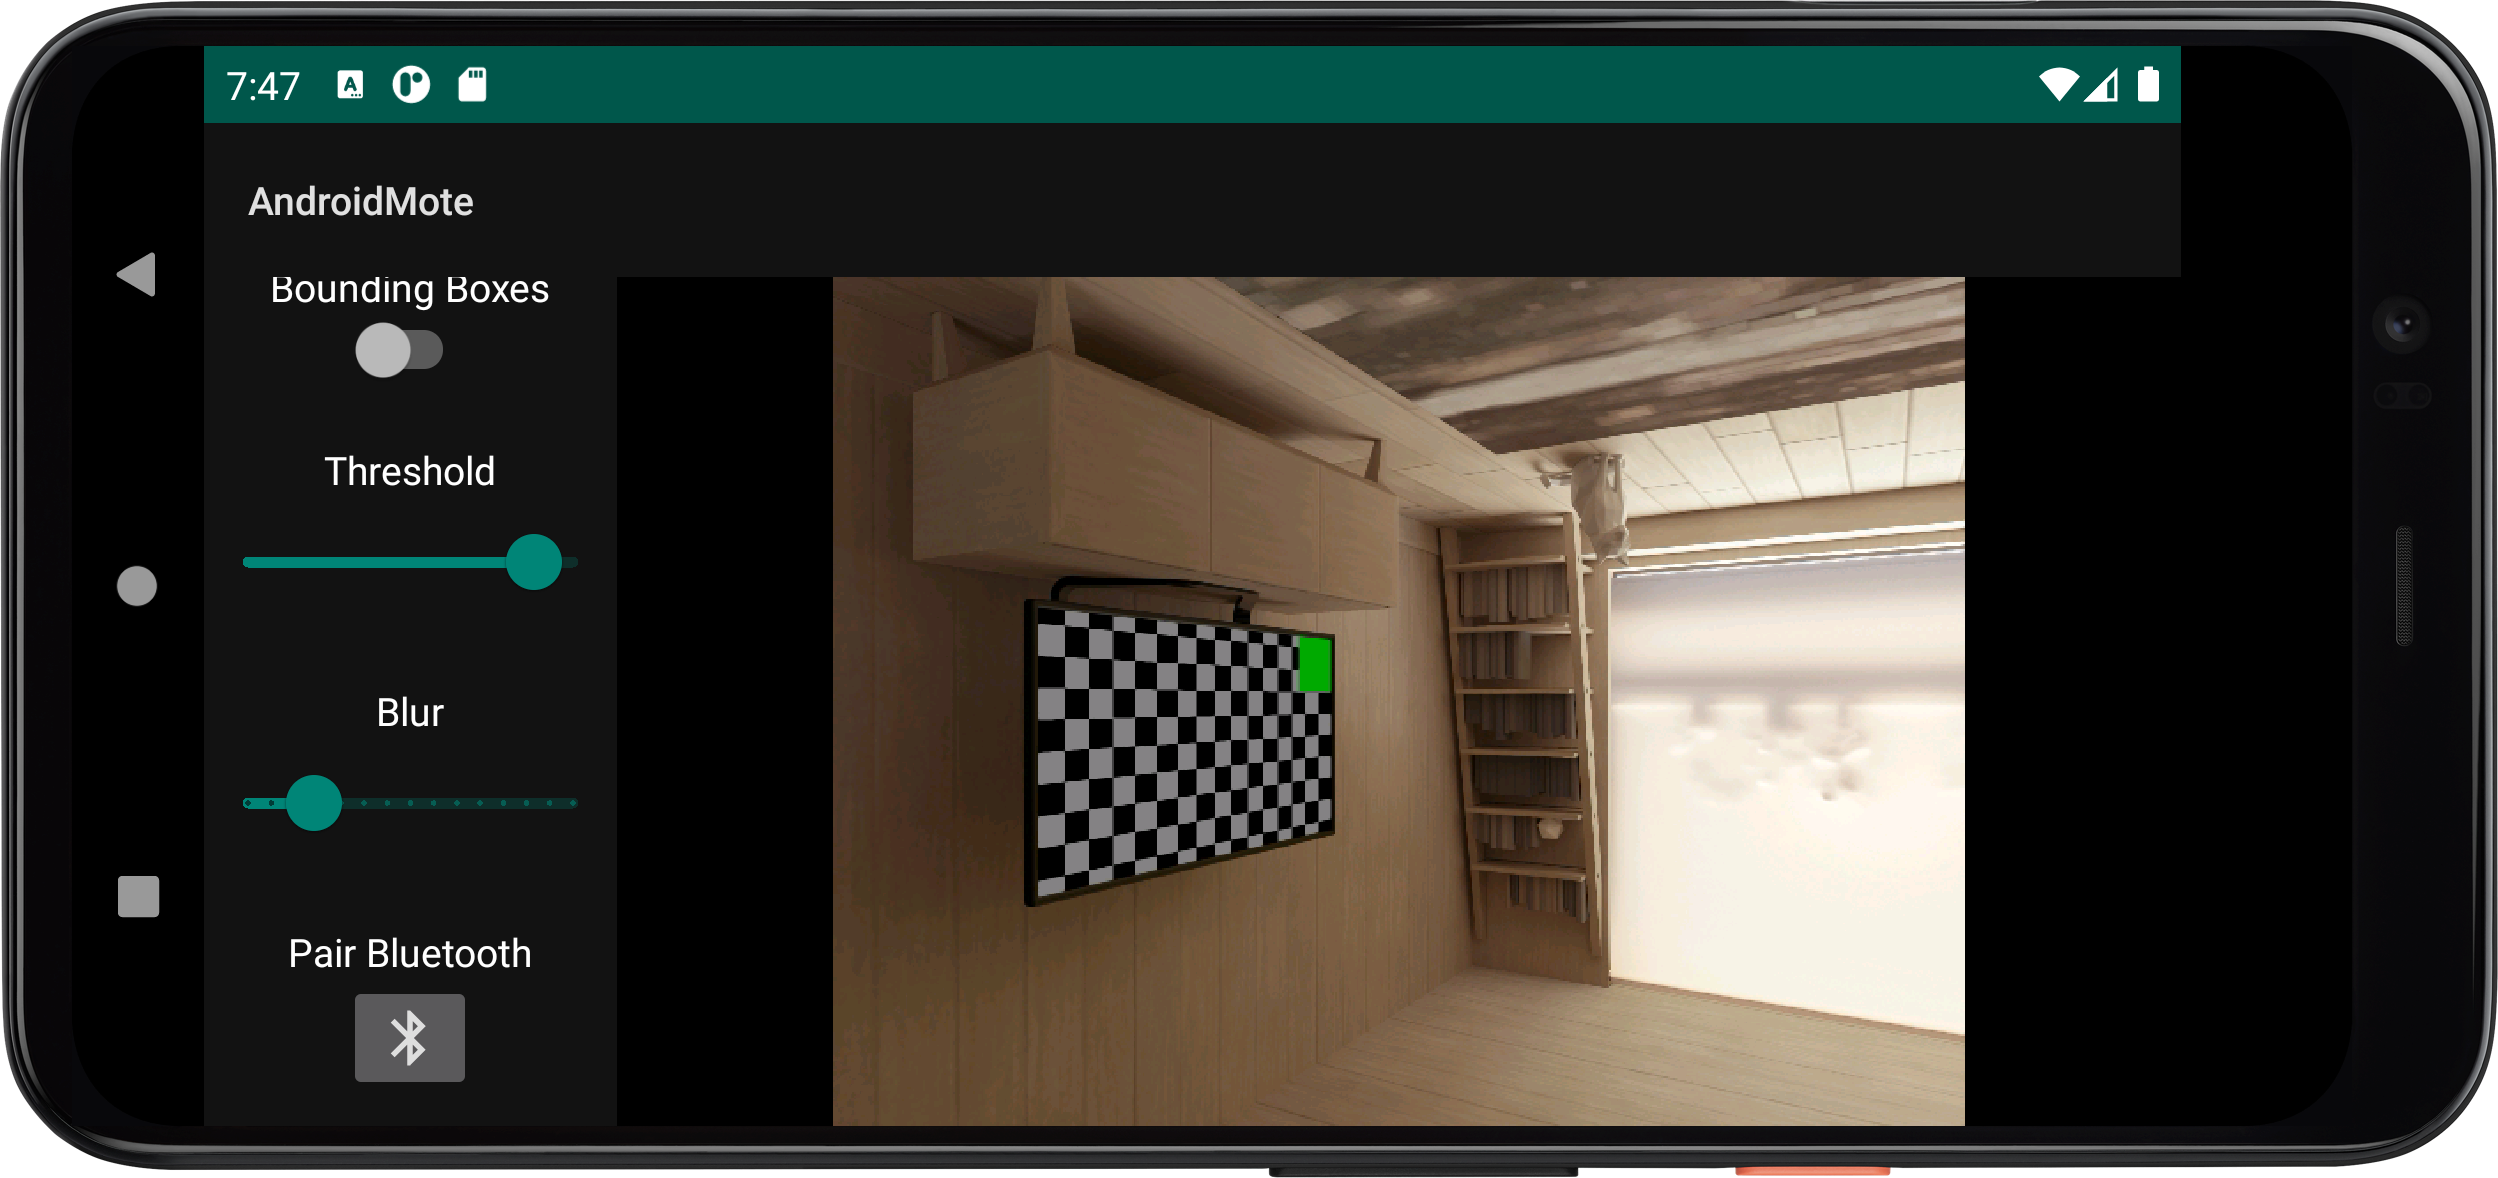 7:47
AndroidMote
Bounding Boxes
Threshold
Blur
Pair Bluetooth